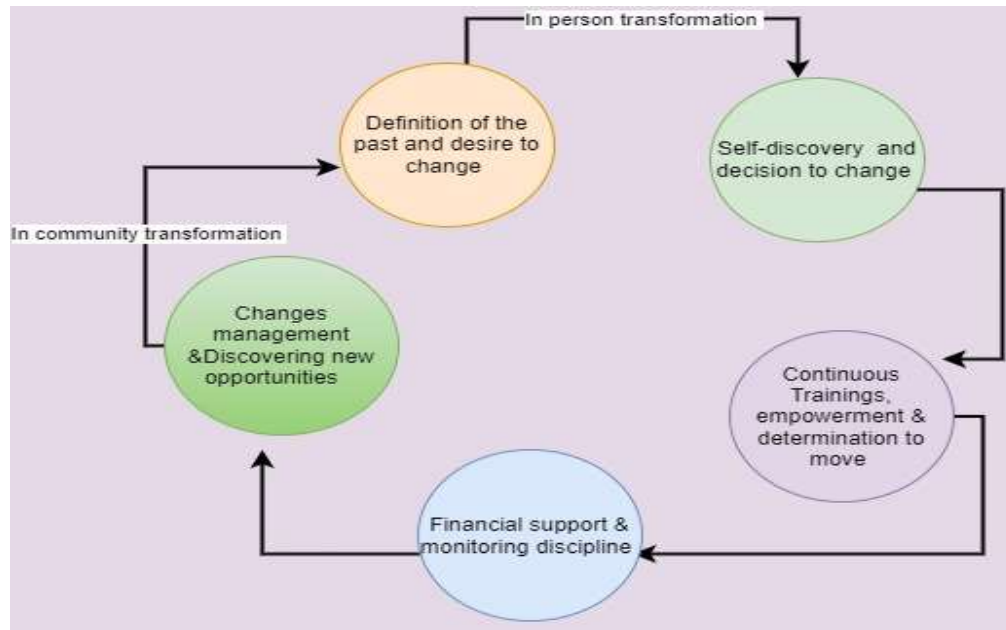 In person transformation
Definition of the
past and desire to
change
Self-discovery and
decision to change
In community transformation
Changes
management
&Discovering new
opportunities
Continuous
Trainings,
empowerment &
determination to
move
Financial support &
monitoring discipline